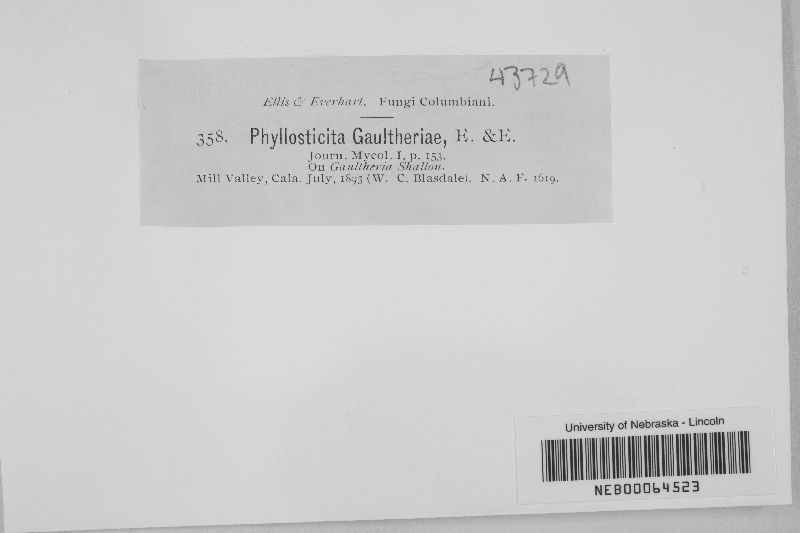 43729
Ellis & Everhart. Fungi Columbiani.
358. Phyllosticita Gaultheriae, E. &E.
Journ. Mycol. I, p. 153.
On Gaultheria Shallon.
Mill Valley, Cala. July, 1893 (W. C. Blasdale). N. A. F. 1619.
University of Nebraska - Lincoln
NEB00064523